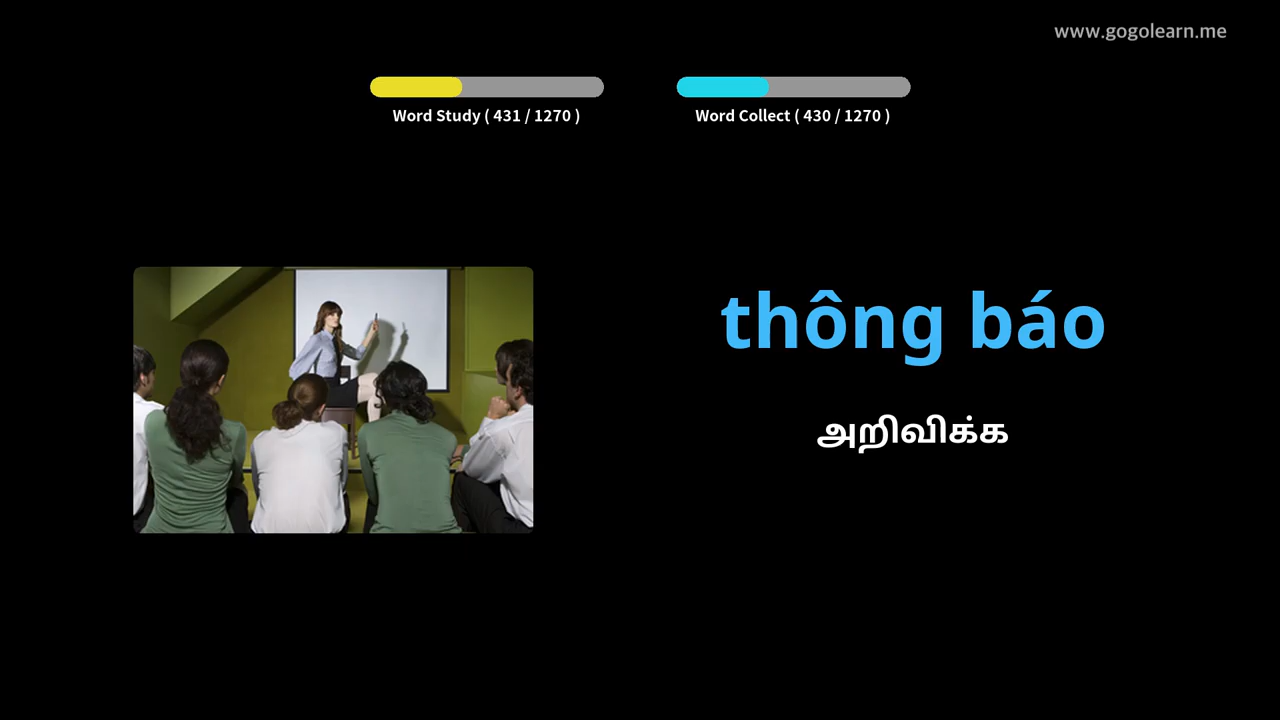 www.gogolearn.me
Word Study ( 431 / 1270 )
Word Collect ( 430 / 1270 )
thông báo
அறிவிக்க